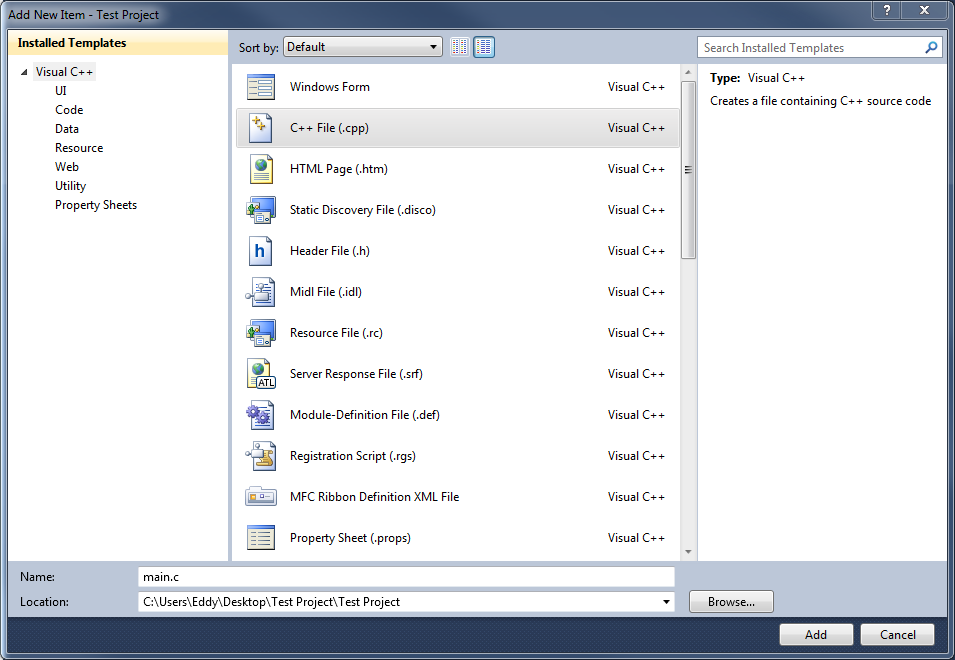 Add New Item - Test Project
Installed Templates
Visual C++
UI
Code
Data
Resource
Web
Utility
Property Sheets
Sort by: Default
Search Installed Templates
Windows Form Visual C++
C++ File (.cpp) Visual C++
HTML Page (.htm) Visual C++
Static Discovery File (.disco) Visual C++
h Header File (.h) Visual C++
Midl File (.idl) Visual C++
Resource File (.rc) Visual C++
ATL Server Response File (.srf) Visual C++
Module-Definition File (.def) Visual C++
Registration Script (.rgs) Visual C++
MFC Ribbon Definition XML File Visual C++
Property Sheet (.props) Visual C++
Type: Visual C++
Creates a file containing C++ source code
Name: main.c
Location: C:\Users\Eddy\Desktop\Test Project\Test Project
Browse...
Add Cancel